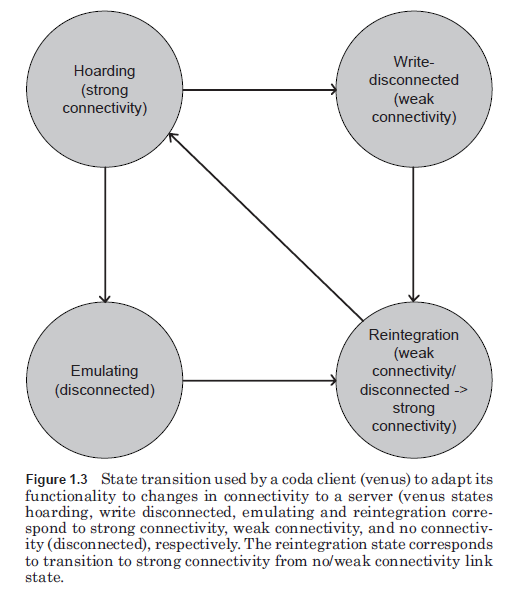 Hoarding
(strong
connectivity)
Write-
disconnected
(weak
connectivity)
Emulating
(disconnected)
Reintegration
(weak
connectivity/
disconnected ->
strong
connectivity)
Figure 1.3 State transition used by a coda client (venus) to adapt its
functionality to changes in connectivity to a server (venus states
hoarding, write disconnected, emulating and reintegration corre-
spond to strong connectivity, weak connectivity, and no connectiv-
ity (disconnected), respectively. The reintegration state corresponds
to transition to strong connectivity from no/weak connectivity link
state.